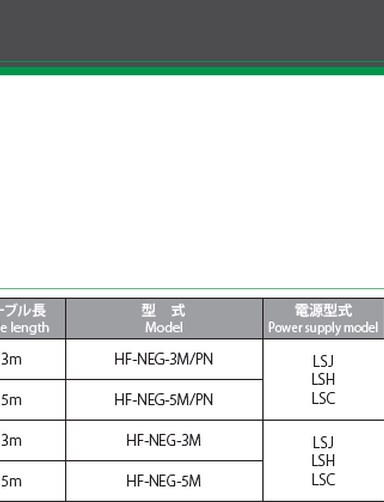 ーブル長 型　式 電源型式
e length Model Power supply model
3m HF-NEG-3M/PN LSJ
LSH
5m HF-NEG-5M/PN LSC
3m HF-NEG-3M LSJ
LSH
5m HF-NEG-5M LSC